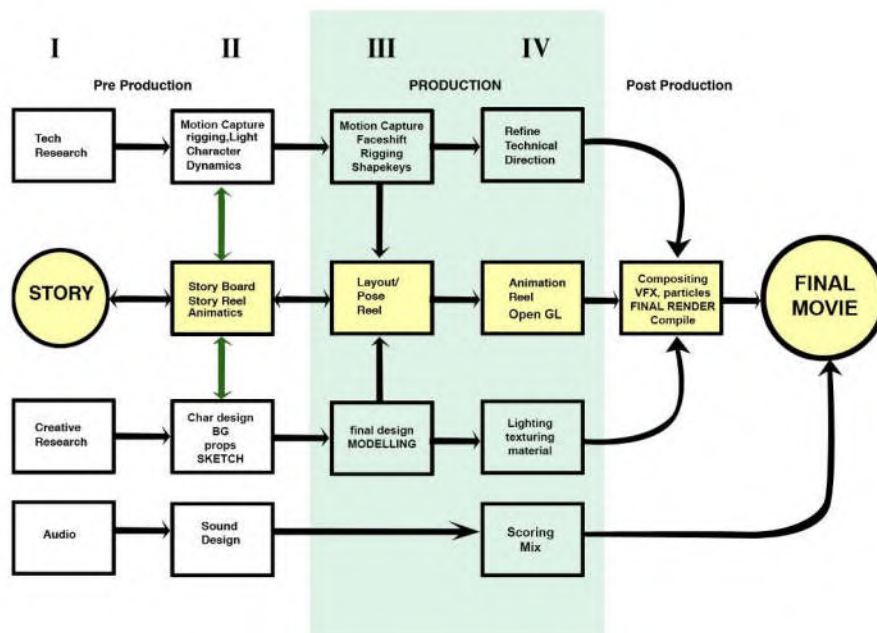 I
II
III
IV
Pre Production
PRODUCTION
Post Production
Tech
Research
Motion Capture
rigging,Light
Character
Dynamics
Motion Capture
Faceshift
Rigging
Shapekeys
Refine
Technical
Direction
STORY
Story Board
Story Reel
Animatics
Layout/
Pose
Reel
Animation
Reel
Open GL
Compositing
VFX, particles
FINAL RENDER
Compile
FINAL
MOVIE
Creative
Research
Char design
BG
props
SKETCH
final design
MODELLING
Lighting
texturing
material
Audio
Sound
Design
Scoring
Mix